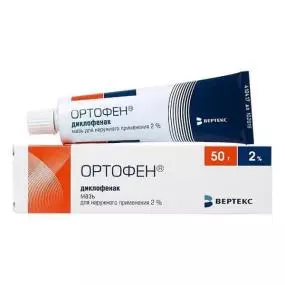 ОРТОФЕН®
диклофенак
мазь для наружного применения 2 %
ВЕРТЕКС
ОРТОФЕН®
диклофенак
мазь
для наружного применения 2 %
50 г
2 %
ВЕРТЕКС